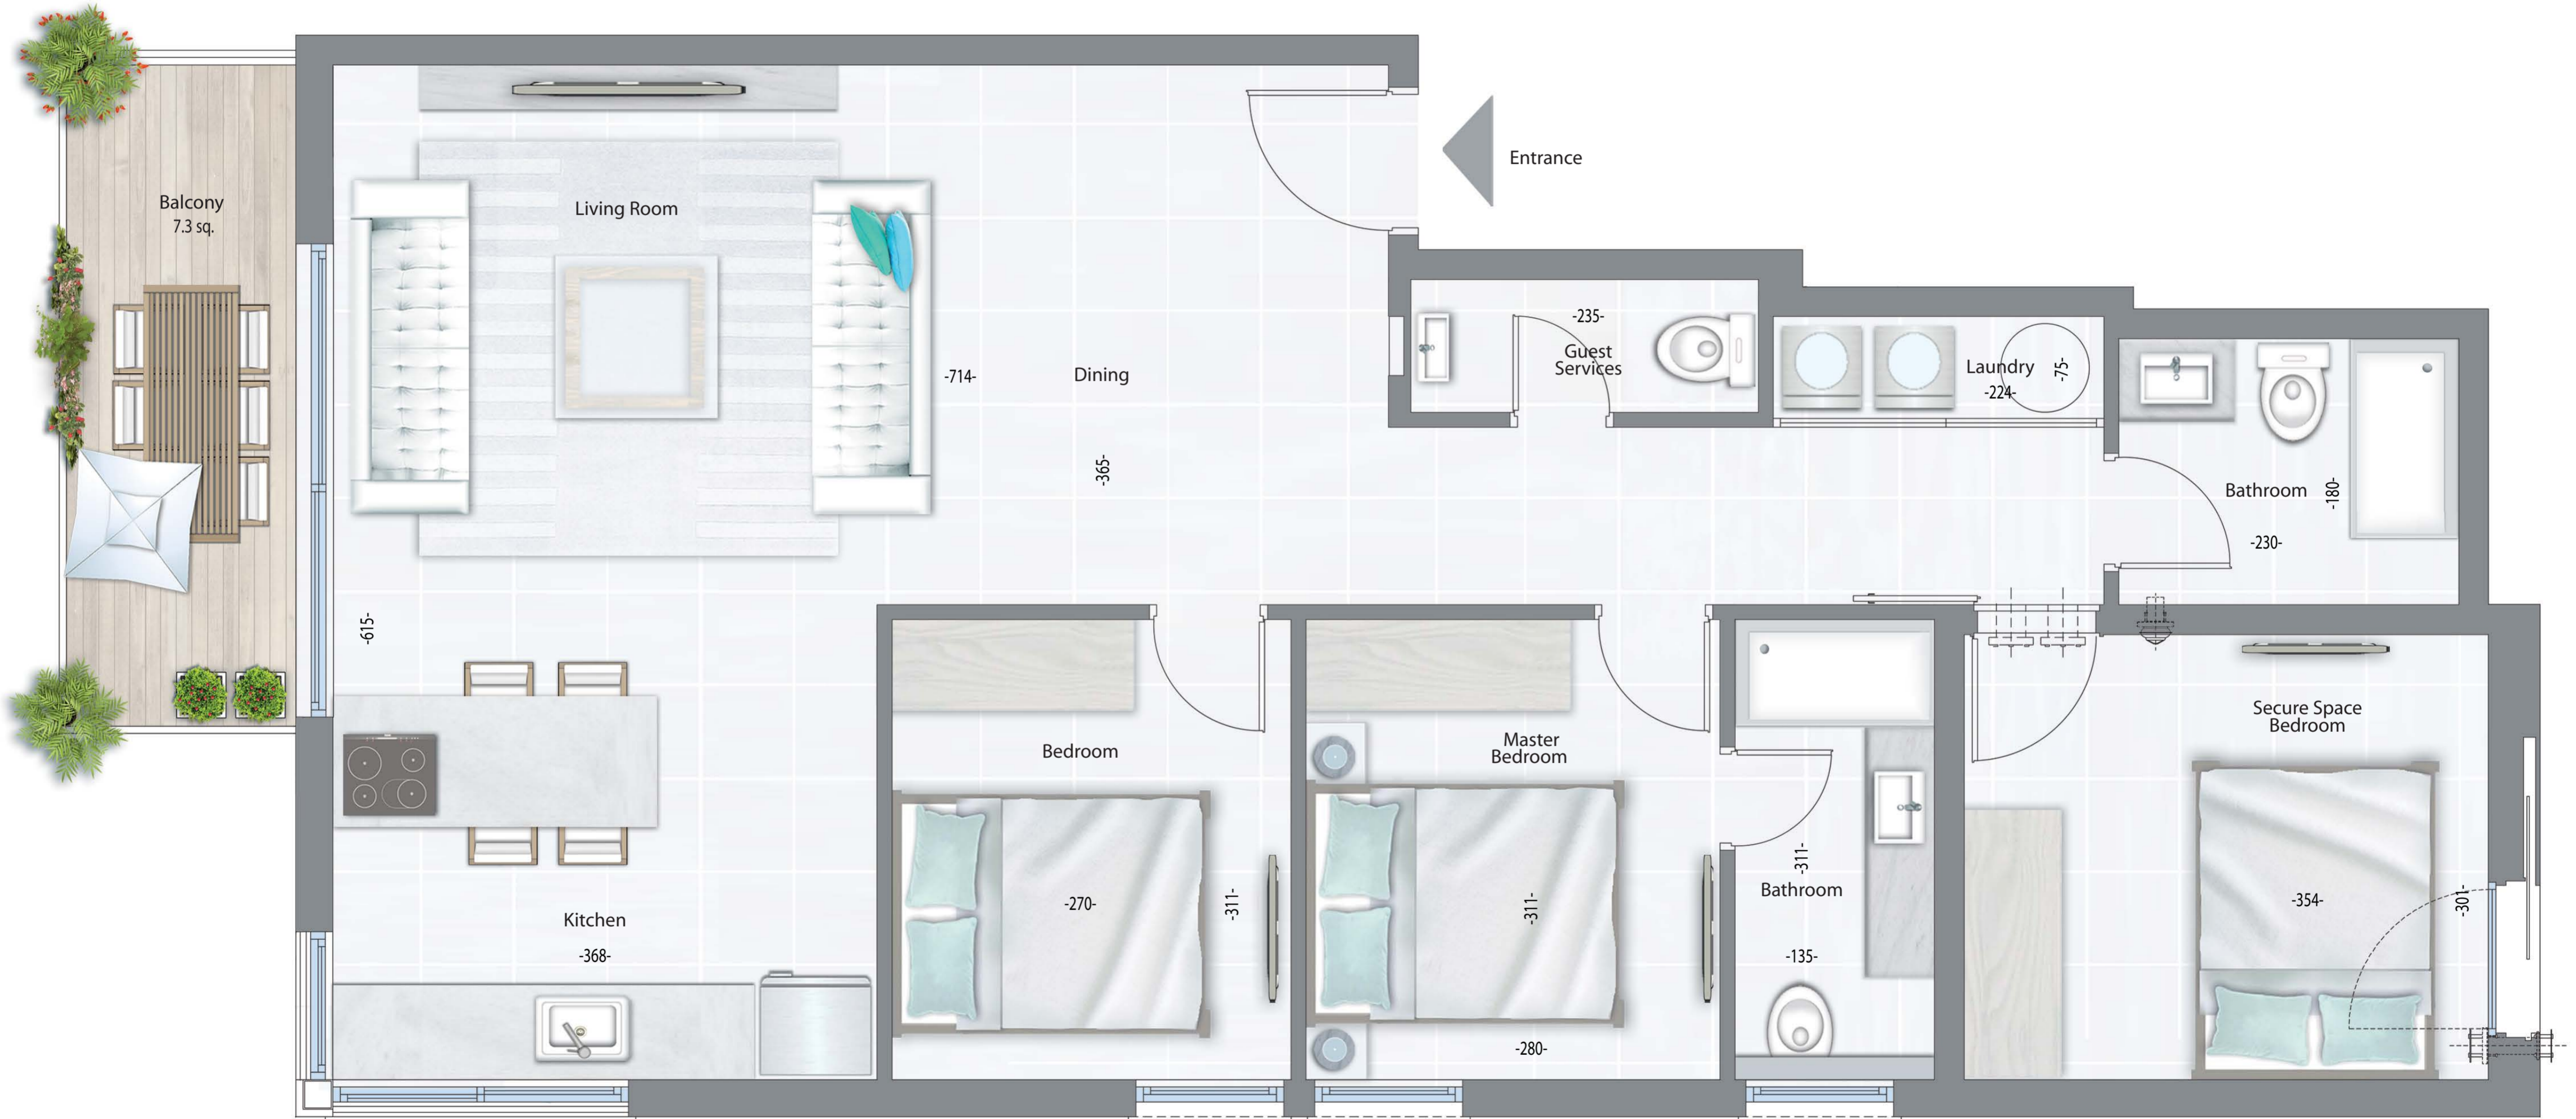 Entrance
Balcony
7.3 sq.
Living Room
-714-
Dining
-365-
-615-
-235-
Guest
Services
Laundry
-75-
-224-
Bathroom
-180-
-230-
Kitchen
-368-
Bedroom
-270-
-311-
Master
Bedroom
-311-
-280-
-311-
Bathroom
-135-
Secure Space
Bedroom
-354-
-301-